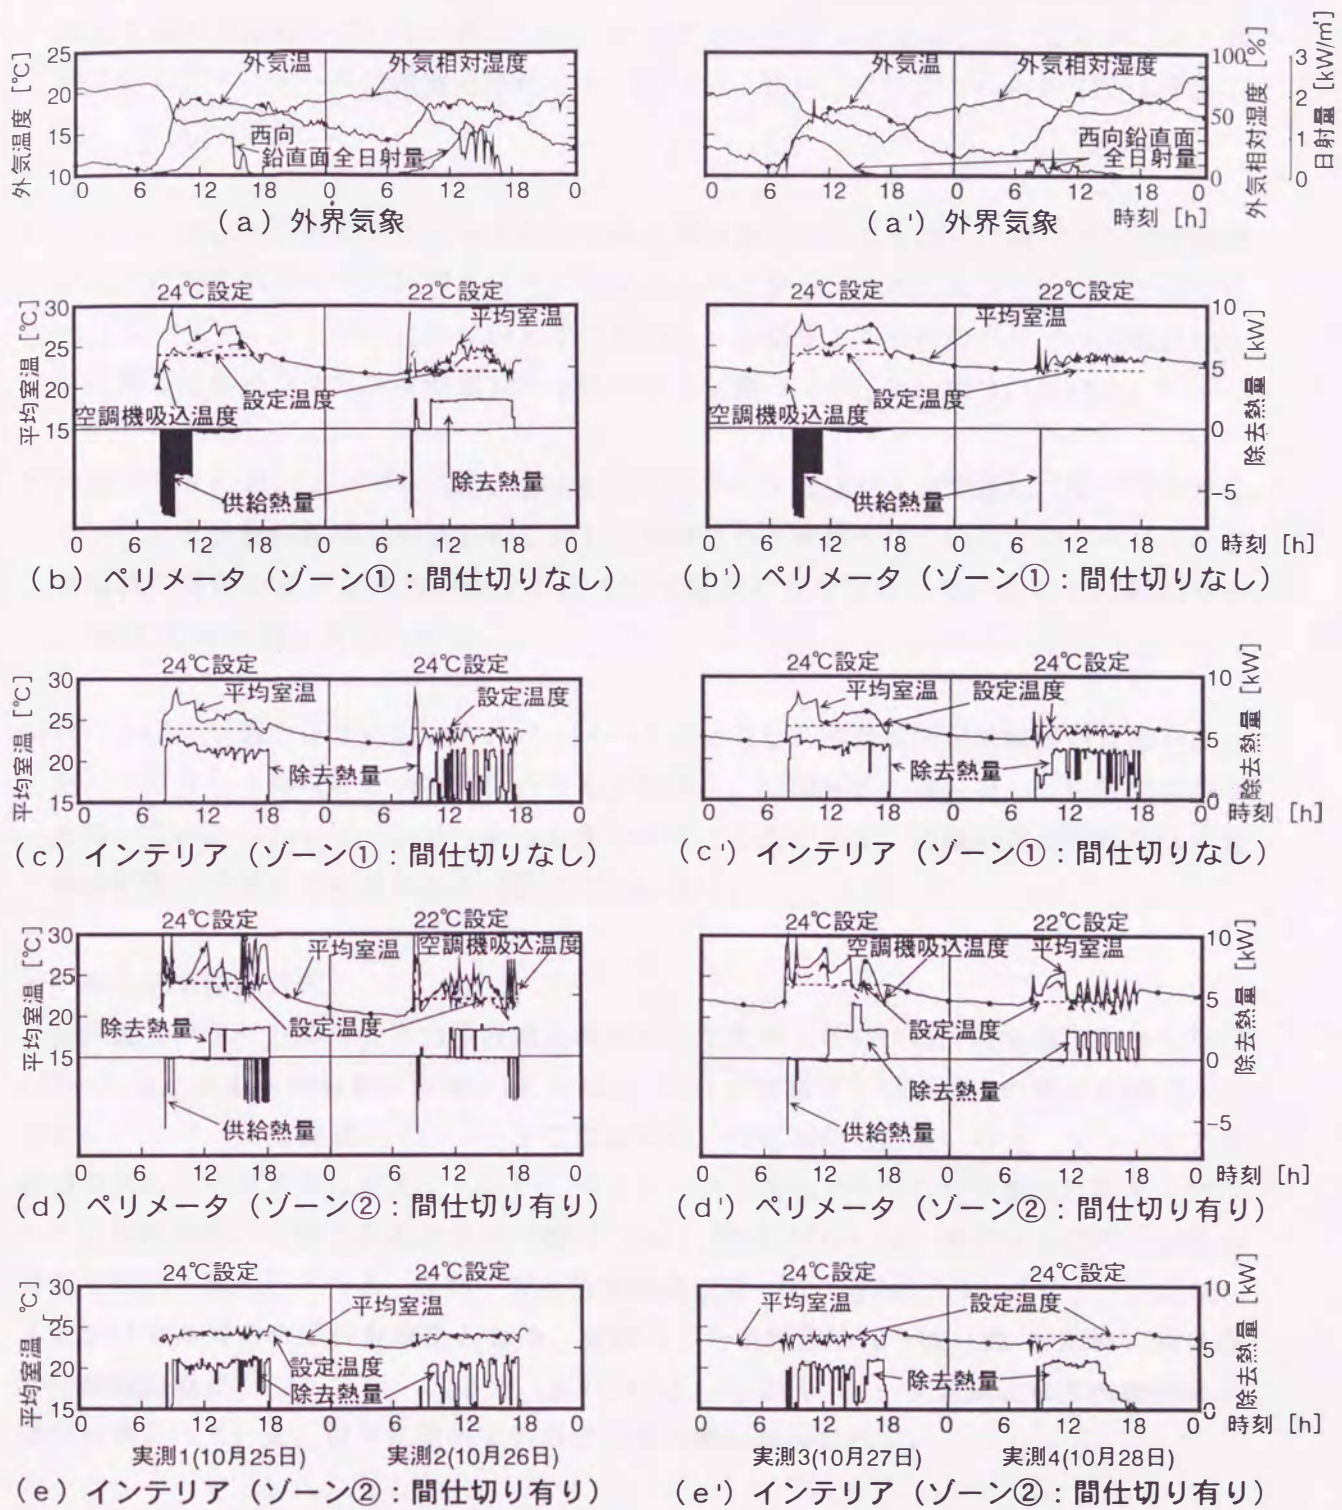 外気温度 [℃]
25
20
15
10
外気温
外気相対湿度
西向
鉛直面全日射量
0 6 12 18 0 6 12 18 0
(a) 外界気象
外気温
外気相対湿度
西向鉛直面
全日射量
100
50
0
外気相対湿度 [%]
3
2
1
0
日射量 [kW/m²]
0 6 12 18 0 6 12 18 0
(a') 外界気象
時刻 [h]
24℃設定 22℃設定
平均室温 [℃]
30
25
20
15
平均室温
設定温度
空調機吸込温度
供給熱量
除去熱量
0 6 12 18 0 6 12 18 0
(b) ペリメータ (ゾーン①:間仕切りなし)
24℃設定 22℃設定
平均室温
設定温度
空調機吸込温度
供給熱量
10
5
0
-5
除去熱量 [kW]
0 6 12 18 0 6 12 18 0 時刻 [h]
(b') ペリメータ (ゾーン①:間仕切りなし)
24℃設定 24℃設定
平均室温 [℃]
30
25
20
15
平均室温
設定温度
除去熱量
(c) インテリア (ゾーン①:間仕切りなし)
24℃設定 24℃設定
平均室温
設定温度
除去熱量
10
5
0
除去熱量 [kW]
時刻 [h]
(c') インテリア (ゾーン①:間仕切りなし)
24℃設定 22℃設定
平均室温 [℃]
30
25
20
15
平均室温
空調機吸込温度
除去熱量
設定温度
供給熱量
0 6 12 18 0 6 12 18 0
(d) ペリメータ (ゾーン②:間仕切り有り)
24℃設定 22℃設定
空調機吸込温度
平均室温
設定温度
除去熱量
供給熱量
10
5
0
-5
除去熱量 [kW]
0 6 12 18 0 6 12 18 0 時刻 [h]
(d') ペリメータ (ゾーン②:間仕切り有り)
24℃設定 24℃設定
平均室温 [℃]
30
25
20
15
平均室温
設定温度
除去熱量
0 6 12 18 0 6 12 18 0
実測1(10月25日) 実測2(10月26日)
(e) インテリア (ゾーン②:間仕切り有り)
24℃設定 24℃設定
平均室温
設定温度
除去熱量
10
5
0
除去熱量 [kW]
0 6 12 18 0 6 12 18 0 時刻 [h]
実測3(10月27日) 実測4(10月28日)
(e') インテリア (ゾーン②:間仕切り有り)